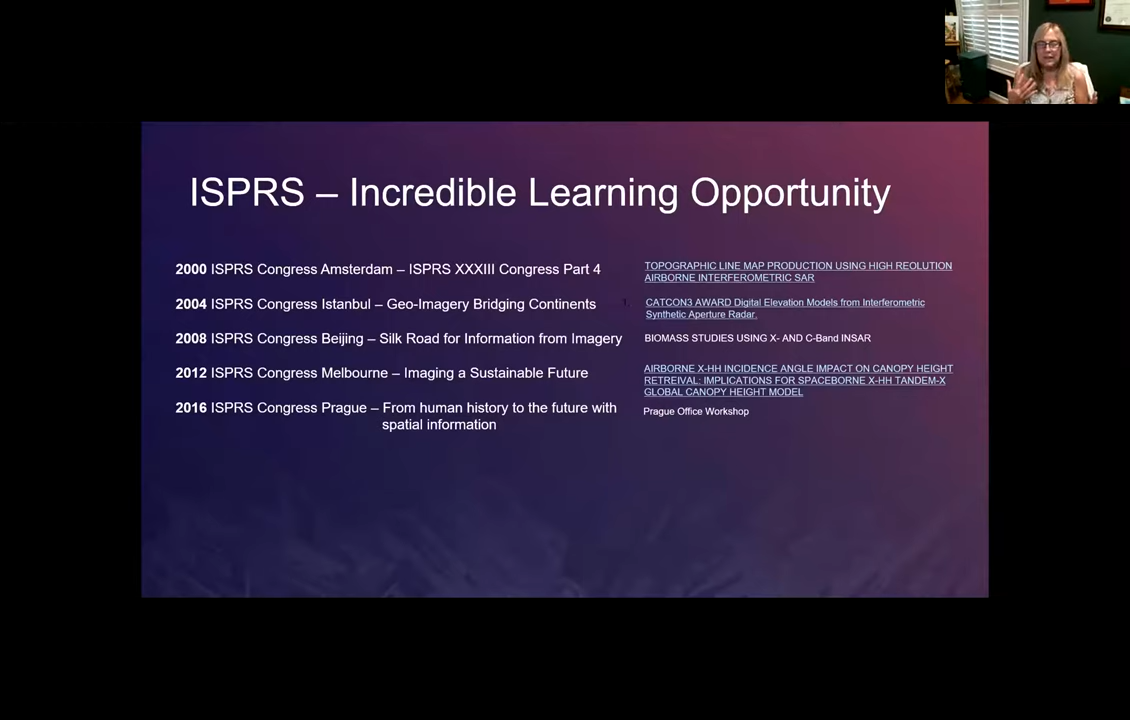 ISPRS – Incredible Learning Opportunity
2000 ISPRS Congress Amsterdam – ISPRS XXXIII Congress Part 4
TOPOGRAPHIC LINE MAP PRODUCTION USING HIGH REOLUTION
AIRBORNE INTERFEROMETRIC SAR
2004 ISPRS Congress Istanbul – Geo-Imagery Bridging Continents
1. CATCON3 AWARD Digital Elevation Models from Interferometric
Synthetic Aperture Radar.
2008 ISPRS Congress Beijing – Silk Road for Information from Imagery
BIOMASS STUDIES USING X- AND C-Band INSAR
2012 ISPRS Congress Melbourne – Imaging a Sustainable Future
AIRBORNE X-HH INCIDENCE ANGLE IMPACT ON CANOPY HEIGHT
RETREIVAL: IMPLICATIONS FOR SPACEBORNE X-HH TANDEM-X
GLOBAL CANOPY HEIGHT MODEL
2016 ISPRS Congress Prague – From human history to the future with
spatial information
Prague Office Workshop